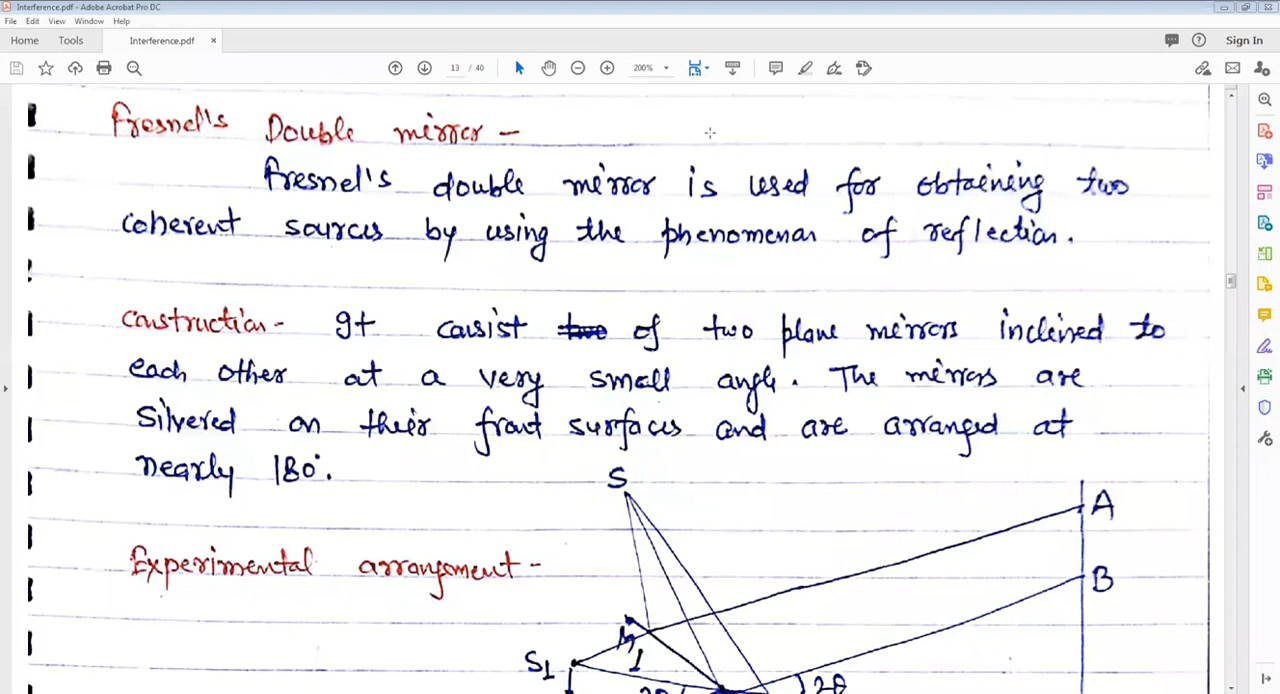 Interference.pdf - Adobe Acrobat Pro DC
File Edit View Window Help
Home Tools Interference.pdf × Sign In
13 / 40 200%
Fresnel's Double mirror -
Fresnel's double mirror is used for obtaining two
coherent sources by using the phenomenan of reflection.
Construction- It consist two of two plane mirrors inclined to
each other at a very small angle. The mirrors are
Silvered on their front surfaces and are arranged at
nearly 180°.
S
A
Experimental arrangement -
B
S1
2θ